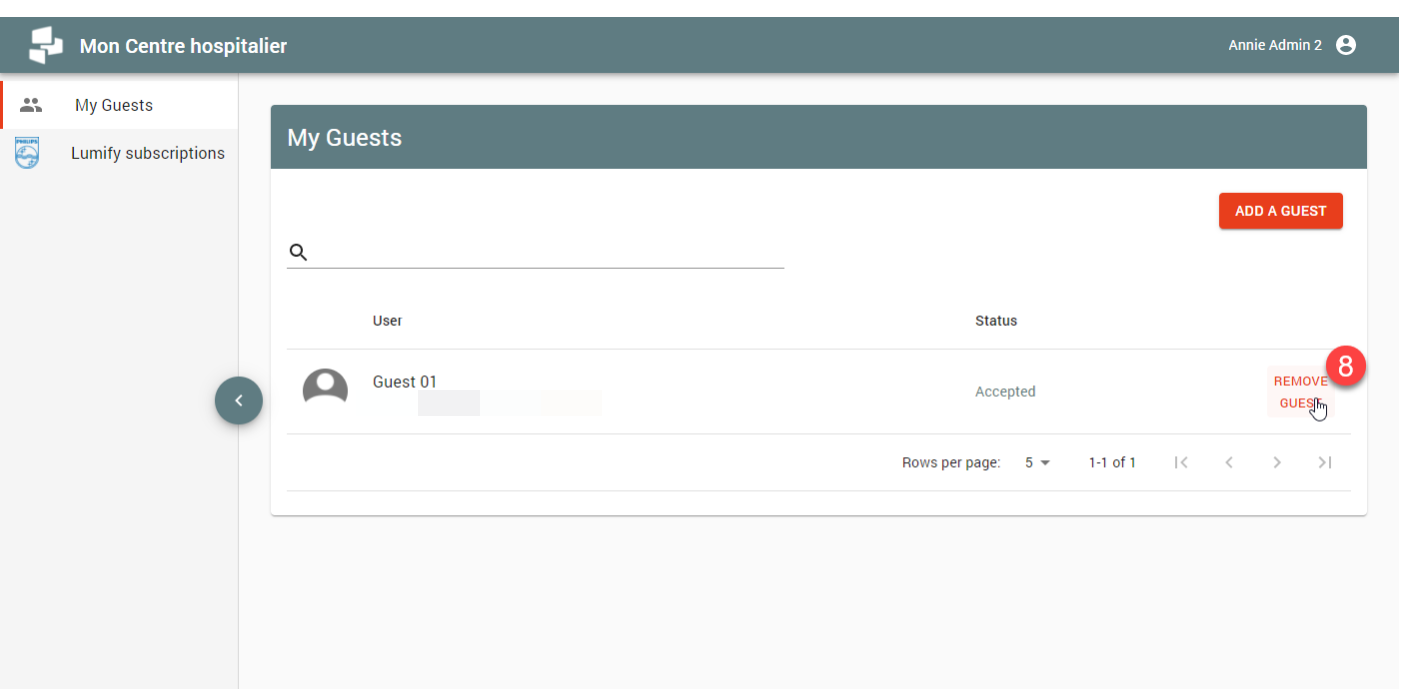 Mon Centre hospitalier
Annie Admin 2
My Guests
PHILIPS
Lumify subscriptions
My Guests
ADD A GUEST
User
Status
Guest 01
Accepted
8
REMOVE
GUEST
Rows per page: 5
1-1 of 1